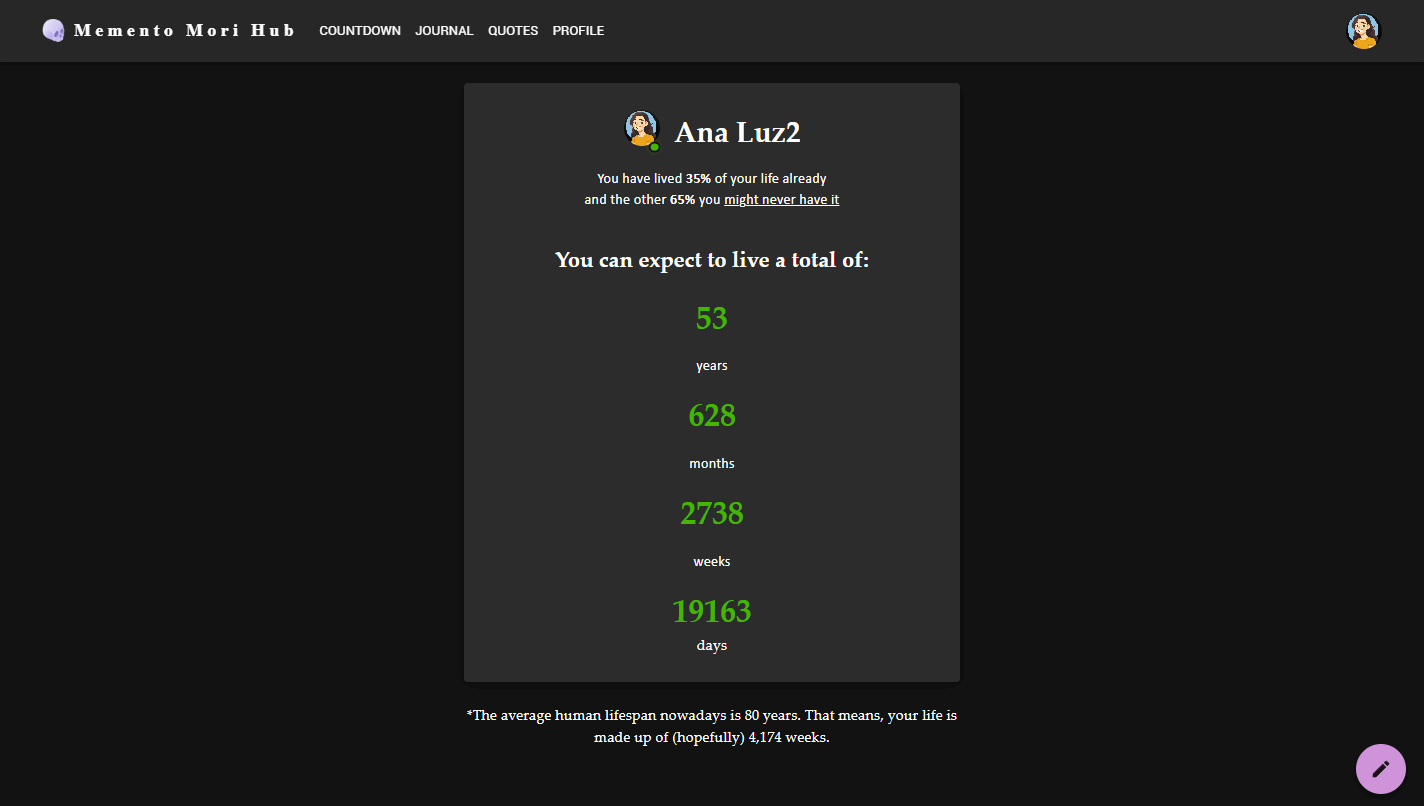 Memento Mori Hub COUNTDOWN JOURNAL QUOTES PROFILE
Ana Luz2
You have lived 35% of your life already
and the other 65% you might never have it
You can expect to live a total of:
53
years
628
months
2738
weeks
19163
days
*The average human lifespan nowadays is 80 years. That means, your life is
made up of (hopefully) 4,174 weeks.